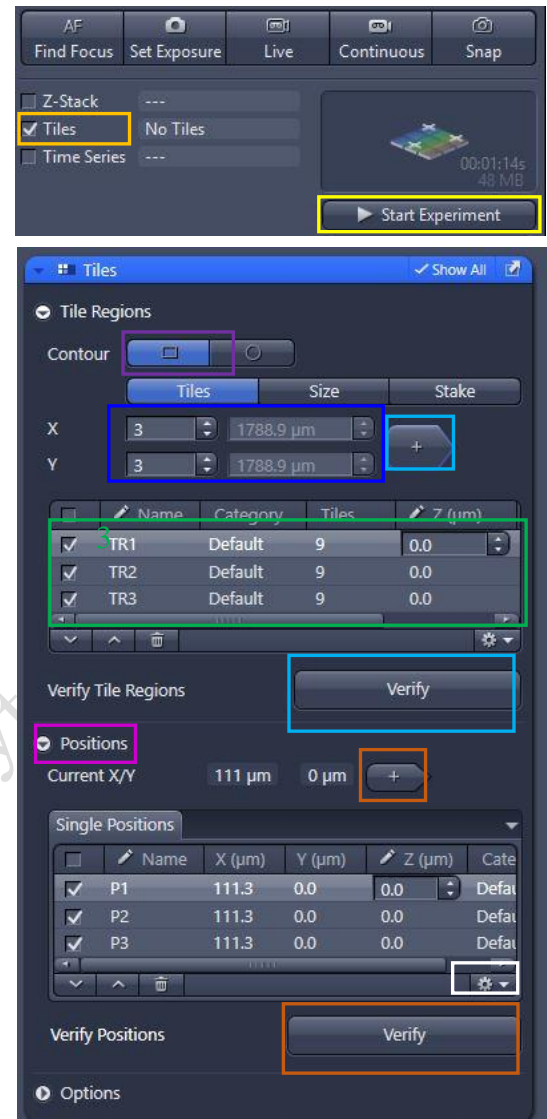 AF
Find Focus Set Exposure Live Continuous Snap
Z-Stack ---
Tiles No Tiles
Time Series ---
00:01:14s
48 MB
Start Experiment
Tiles Show All
Tile Regions
Contour
Tiles Size Stake
X 3 1788.9 µm
+
Y 3 1788.9 µm
Name Category Tiles Z (µm)
3
TR1 Default 9 0.0
TR2 Default 9 0.0
TR3 Default 9 0.0
Verify Tile Regions Verify
Positions
Current X/Y 111 µm 0 µm +
Single Positions
Name X (µm) Y (µm) Z (µm) Cate
P1 111.3 0.0 0.0 Defau
P2 111.3 0.0 0.0 Defau
P3 111.3 0.0 0.0 Defau
Verify Positions Verify
Options